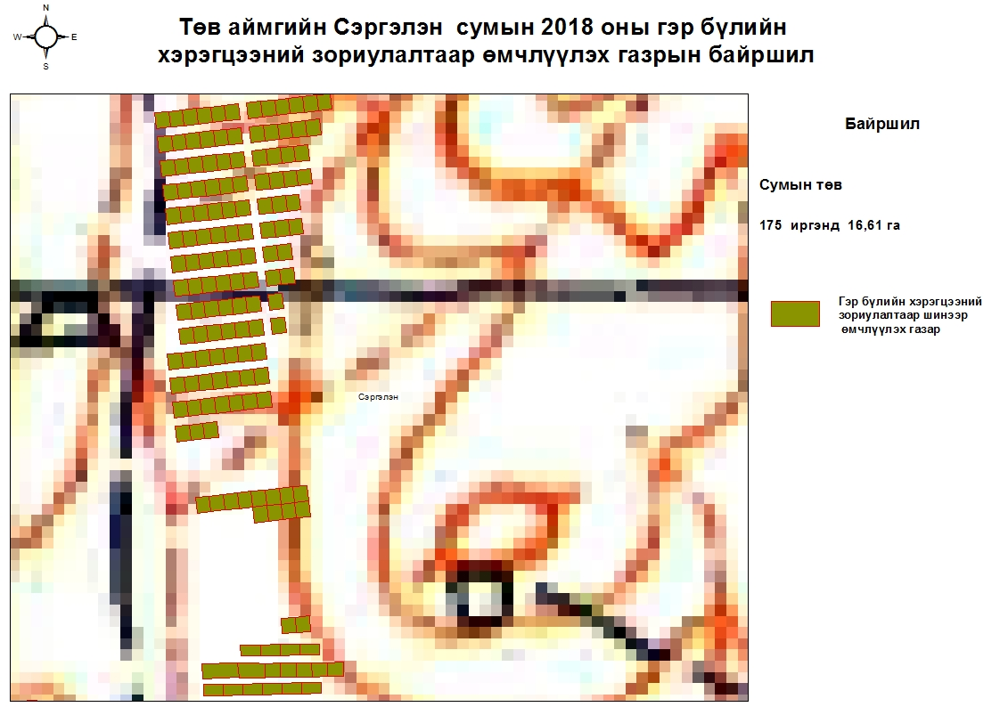 N
W E
S
Төв аймгийн Сэргэлэн сумын 2018 оны гэр бүлийн
хэрэгцээний зориулалтаар өмчлүүлэх газрын байршил
Байршил
Сумын төв
175 иргэнд 16,61 га
Гэр бүлийн хэрэгцээний
зориулалтаар шинээр
өмчлүүлэх газар
Сэргэлэн